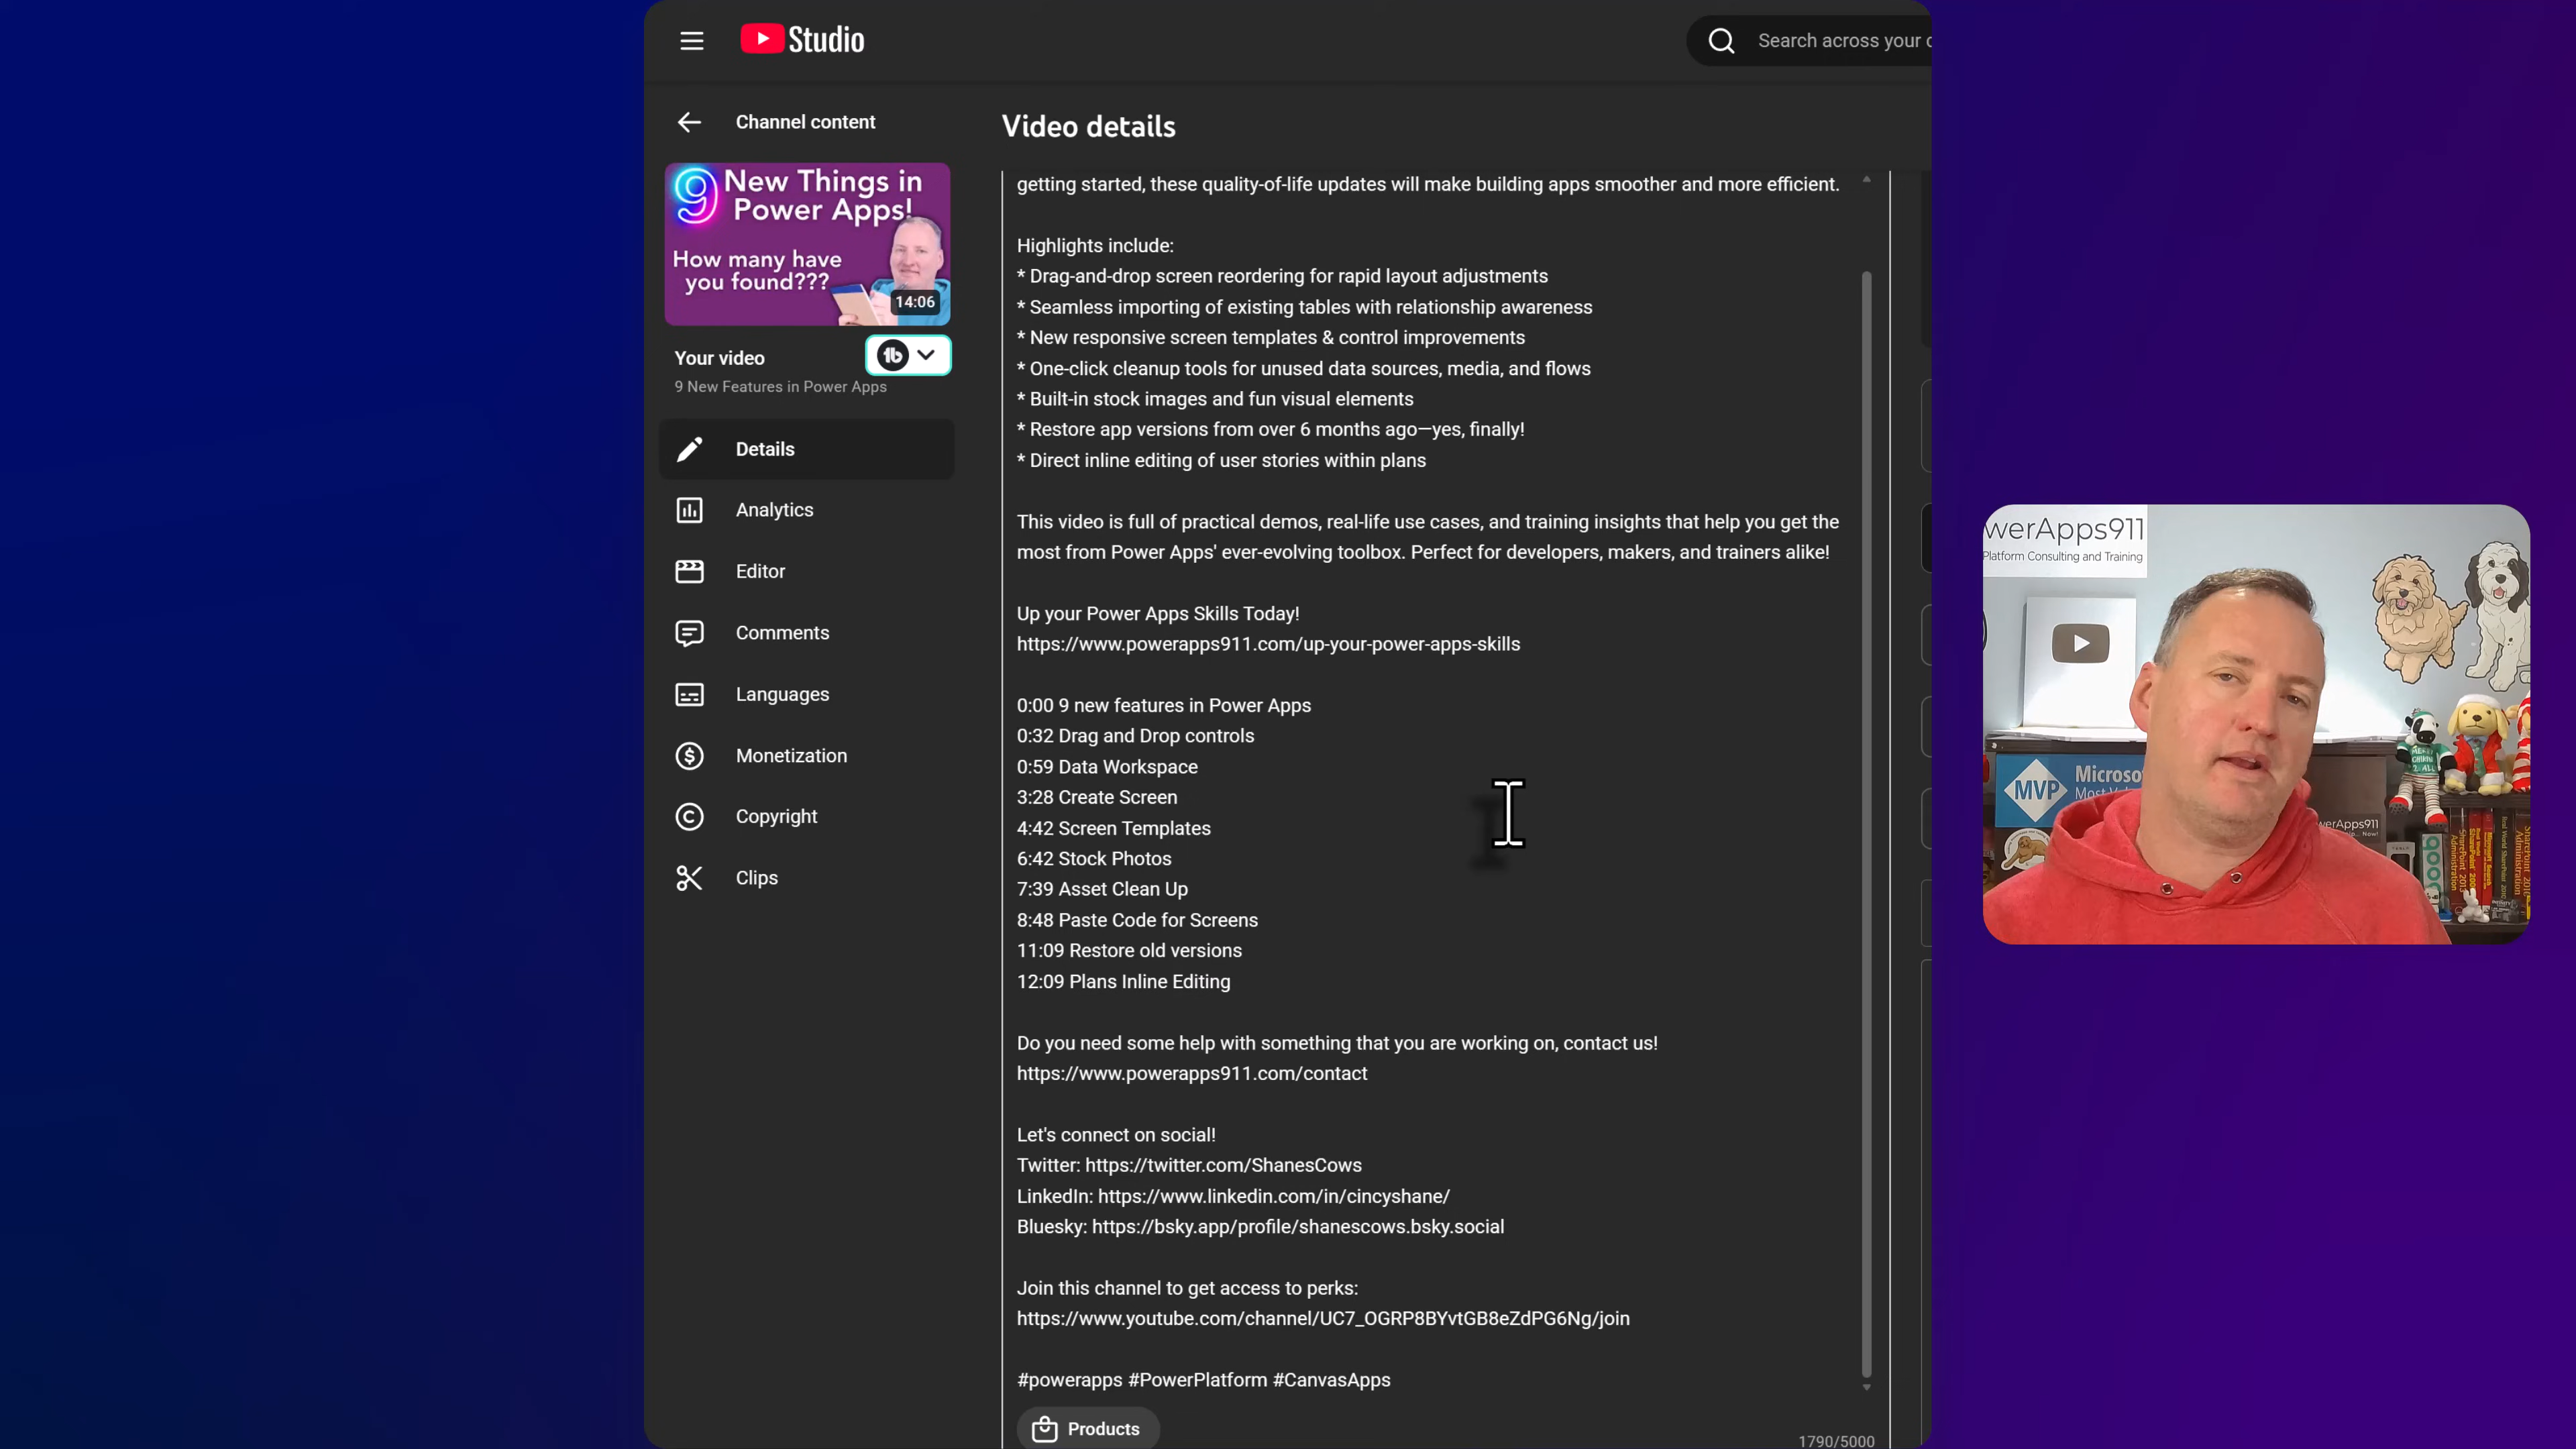 Studio
Search across your c
Channel content
Video details
9 New Things in
Power Apps!
How many have
you found???
14:06
Your video
9 New Features in Power Apps
Details
Analytics
Editor
Comments
Languages
Monetization
Copyright
Clips
getting started, these quality-of-life updates will make building apps smoother and more efficient.
Highlights include:
* Drag-and-drop screen reordering for rapid layout adjustments
* Seamless importing of existing tables with relationship awareness
* New responsive screen templates & control improvements
* One-click cleanup tools for unused data sources, media, and flows
* Built-in stock images and fun visual elements
* Restore app versions from over 6 months ago—yes, finally!
* Direct inline editing of user stories within plans
This video is full of practical demos, real-life use cases, and training insights that help you get the
most from Power Apps' ever-evolving toolbox. Perfect for developers, makers, and trainers alike!
Up your Power Apps Skills Today!
https://www.powerapps911.com/up-your-power-apps-skills
0:00 9 new features in Power Apps
0:32 Drag and Drop controls
0:59 Data Workspace
3:28 Create Screen
4:42 Screen Templates
6:42 Stock Photos
7:39 Asset Clean Up
8:48 Paste Code for Screens
11:09 Restore old versions
12:09 Plans Inline Editing
Do you need some help with something that you are working on, contact us!
https://www.powerapps911.com/contact
Let's connect on social!
Twitter: https://twitter.com/ShanesCows
LinkedIn: https://www.linkedin.com/in/cincyshane/
Bluesky: https://bsky.app/profile/shanescows.bsky.social
Join this channel to get access to perks:
https://www.youtube.com/channel/UC7_OGRP8BYvtGB8eZdPG6Ng/join
#powerapps #PowerPlatform #CanvasApps
Products
1790/5000
werApps911
Platform Consulting and Training
MVP
Microso
Most Val
werApps911